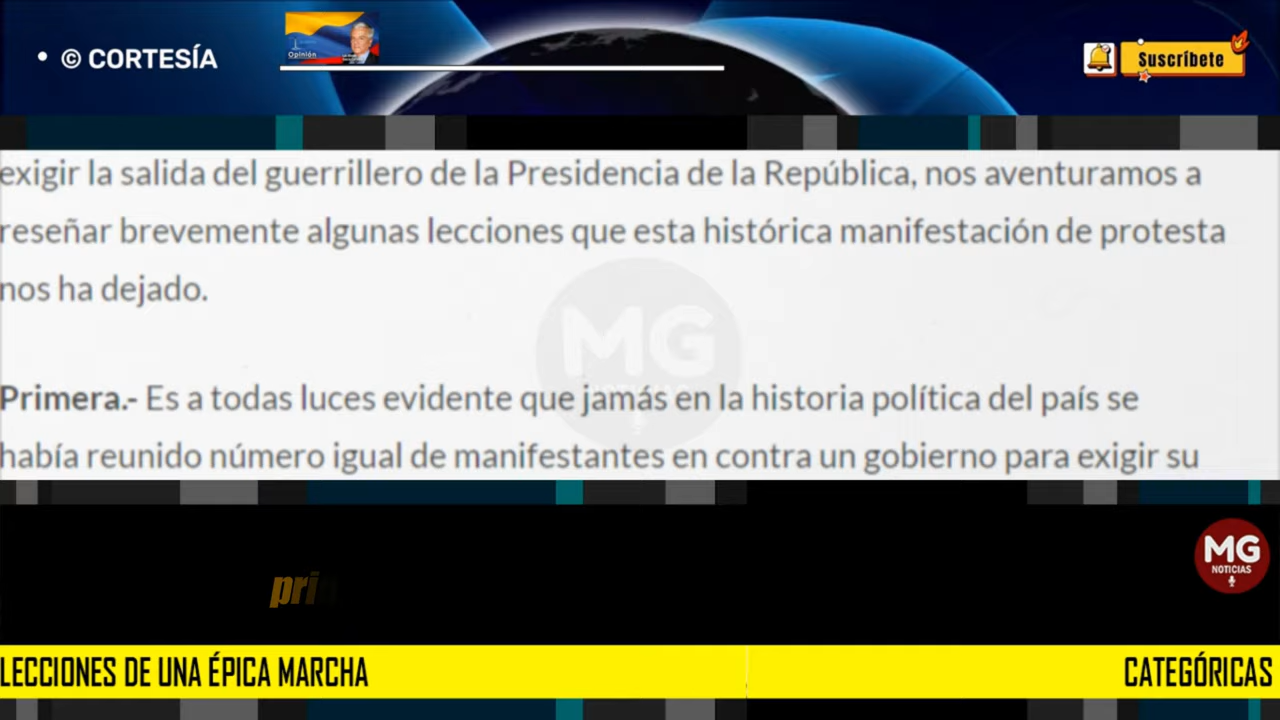 • © CORTESÍA
Opinión
Suscríbete
exigir la salida del guerrillero de la Presidencia de la República, nos aventuramos a
reseñar brevemente algunas lecciones que esta histórica manifestación de protesta
nos ha dejado.
MG
Primera.- Es a todas luces evidente que jamás en la historia política del país se
había reunido número igual de manifestantes en contra un gobierno para exigir su
MG
NOTICIAS
pri
LECCIONES DE UNA ÉPICA MARCHA
CATEGÓRICAS